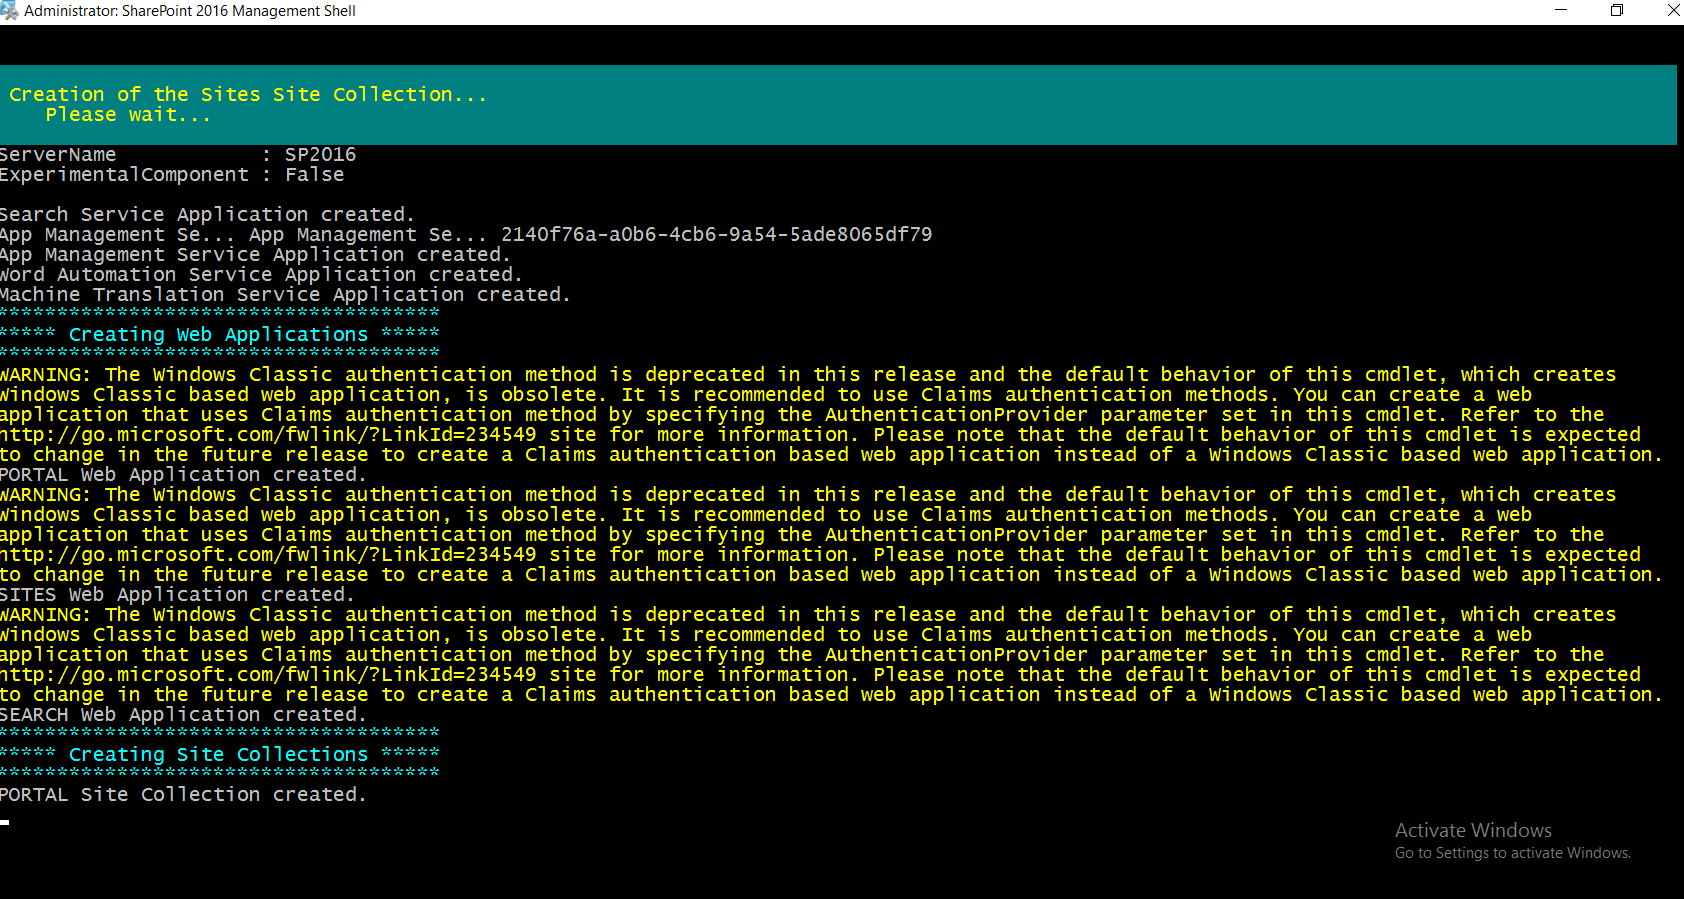 Administrator: SharePoint 2016 Management Shell
Creation of the Sites Site Collection...
Please wait...
ServerName : SP2016
ExperimentalComponent : False
Search Service Application created.
App Management Se... App Management Se... 2140f76a-a0b6-4cb6-9a54-5ade8065df79
App Management Service Application created.
Word Automation Service Application created.
Machine Translation Service Application created.
*************************************
***** Creating Web Applications *****
*************************************
WARNING: The Windows Classic authentication method is deprecated in this release and the default behavior of this cmdlet, which creates
Windows Classic based web application, is obsolete. It is recommended to use Claims authentication methods. You can create a web
application that uses Claims authentication method by specifying the AuthenticationProvider parameter set in this cmdlet. Refer to the
http://go.microsoft.com/fwlink/?LinkId=234549 site for more information. Please note that the default behavior of this cmdlet is expected
to change in the future release to create a Claims authentication based web application instead of a Windows Classic based web application.
PORTAL Web Application created.
WARNING: The Windows Classic authentication method is deprecated in this release and the default behavior of this cmdlet, which creates
Windows Classic based web application, is obsolete. It is recommended to use Claims authentication methods. You can create a web
application that uses Claims authentication method by specifying the AuthenticationProvider parameter set in this cmdlet. Refer to the
http://go.microsoft.com/fwlink/?LinkId=234549 site for more information. Please note that the default behavior of this cmdlet is expected
to change in the future release to create a Claims authentication based web application instead of a Windows Classic based web application.
SITES Web Application created.
WARNING: The Windows Classic authentication method is deprecated in this release and the default behavior of this cmdlet, which creates
Windows Classic based web application, is obsolete. It is recommended to use Claims authentication methods. You can create a web
application that uses Claims authentication method by specifying the AuthenticationProvider parameter set in this cmdlet. Refer to the
http://go.microsoft.com/fwlink/?LinkId=234549 site for more information. Please note that the default behavior of this cmdlet is expected
to change in the future release to create a Claims authentication based web application instead of a Windows Classic based web application.
SEARCH Web Application created.
*************************************
***** Creating Site Collections *****
*************************************
PORTAL Site Collection created.
Activate Windows
Go to Settings to activate Windows.